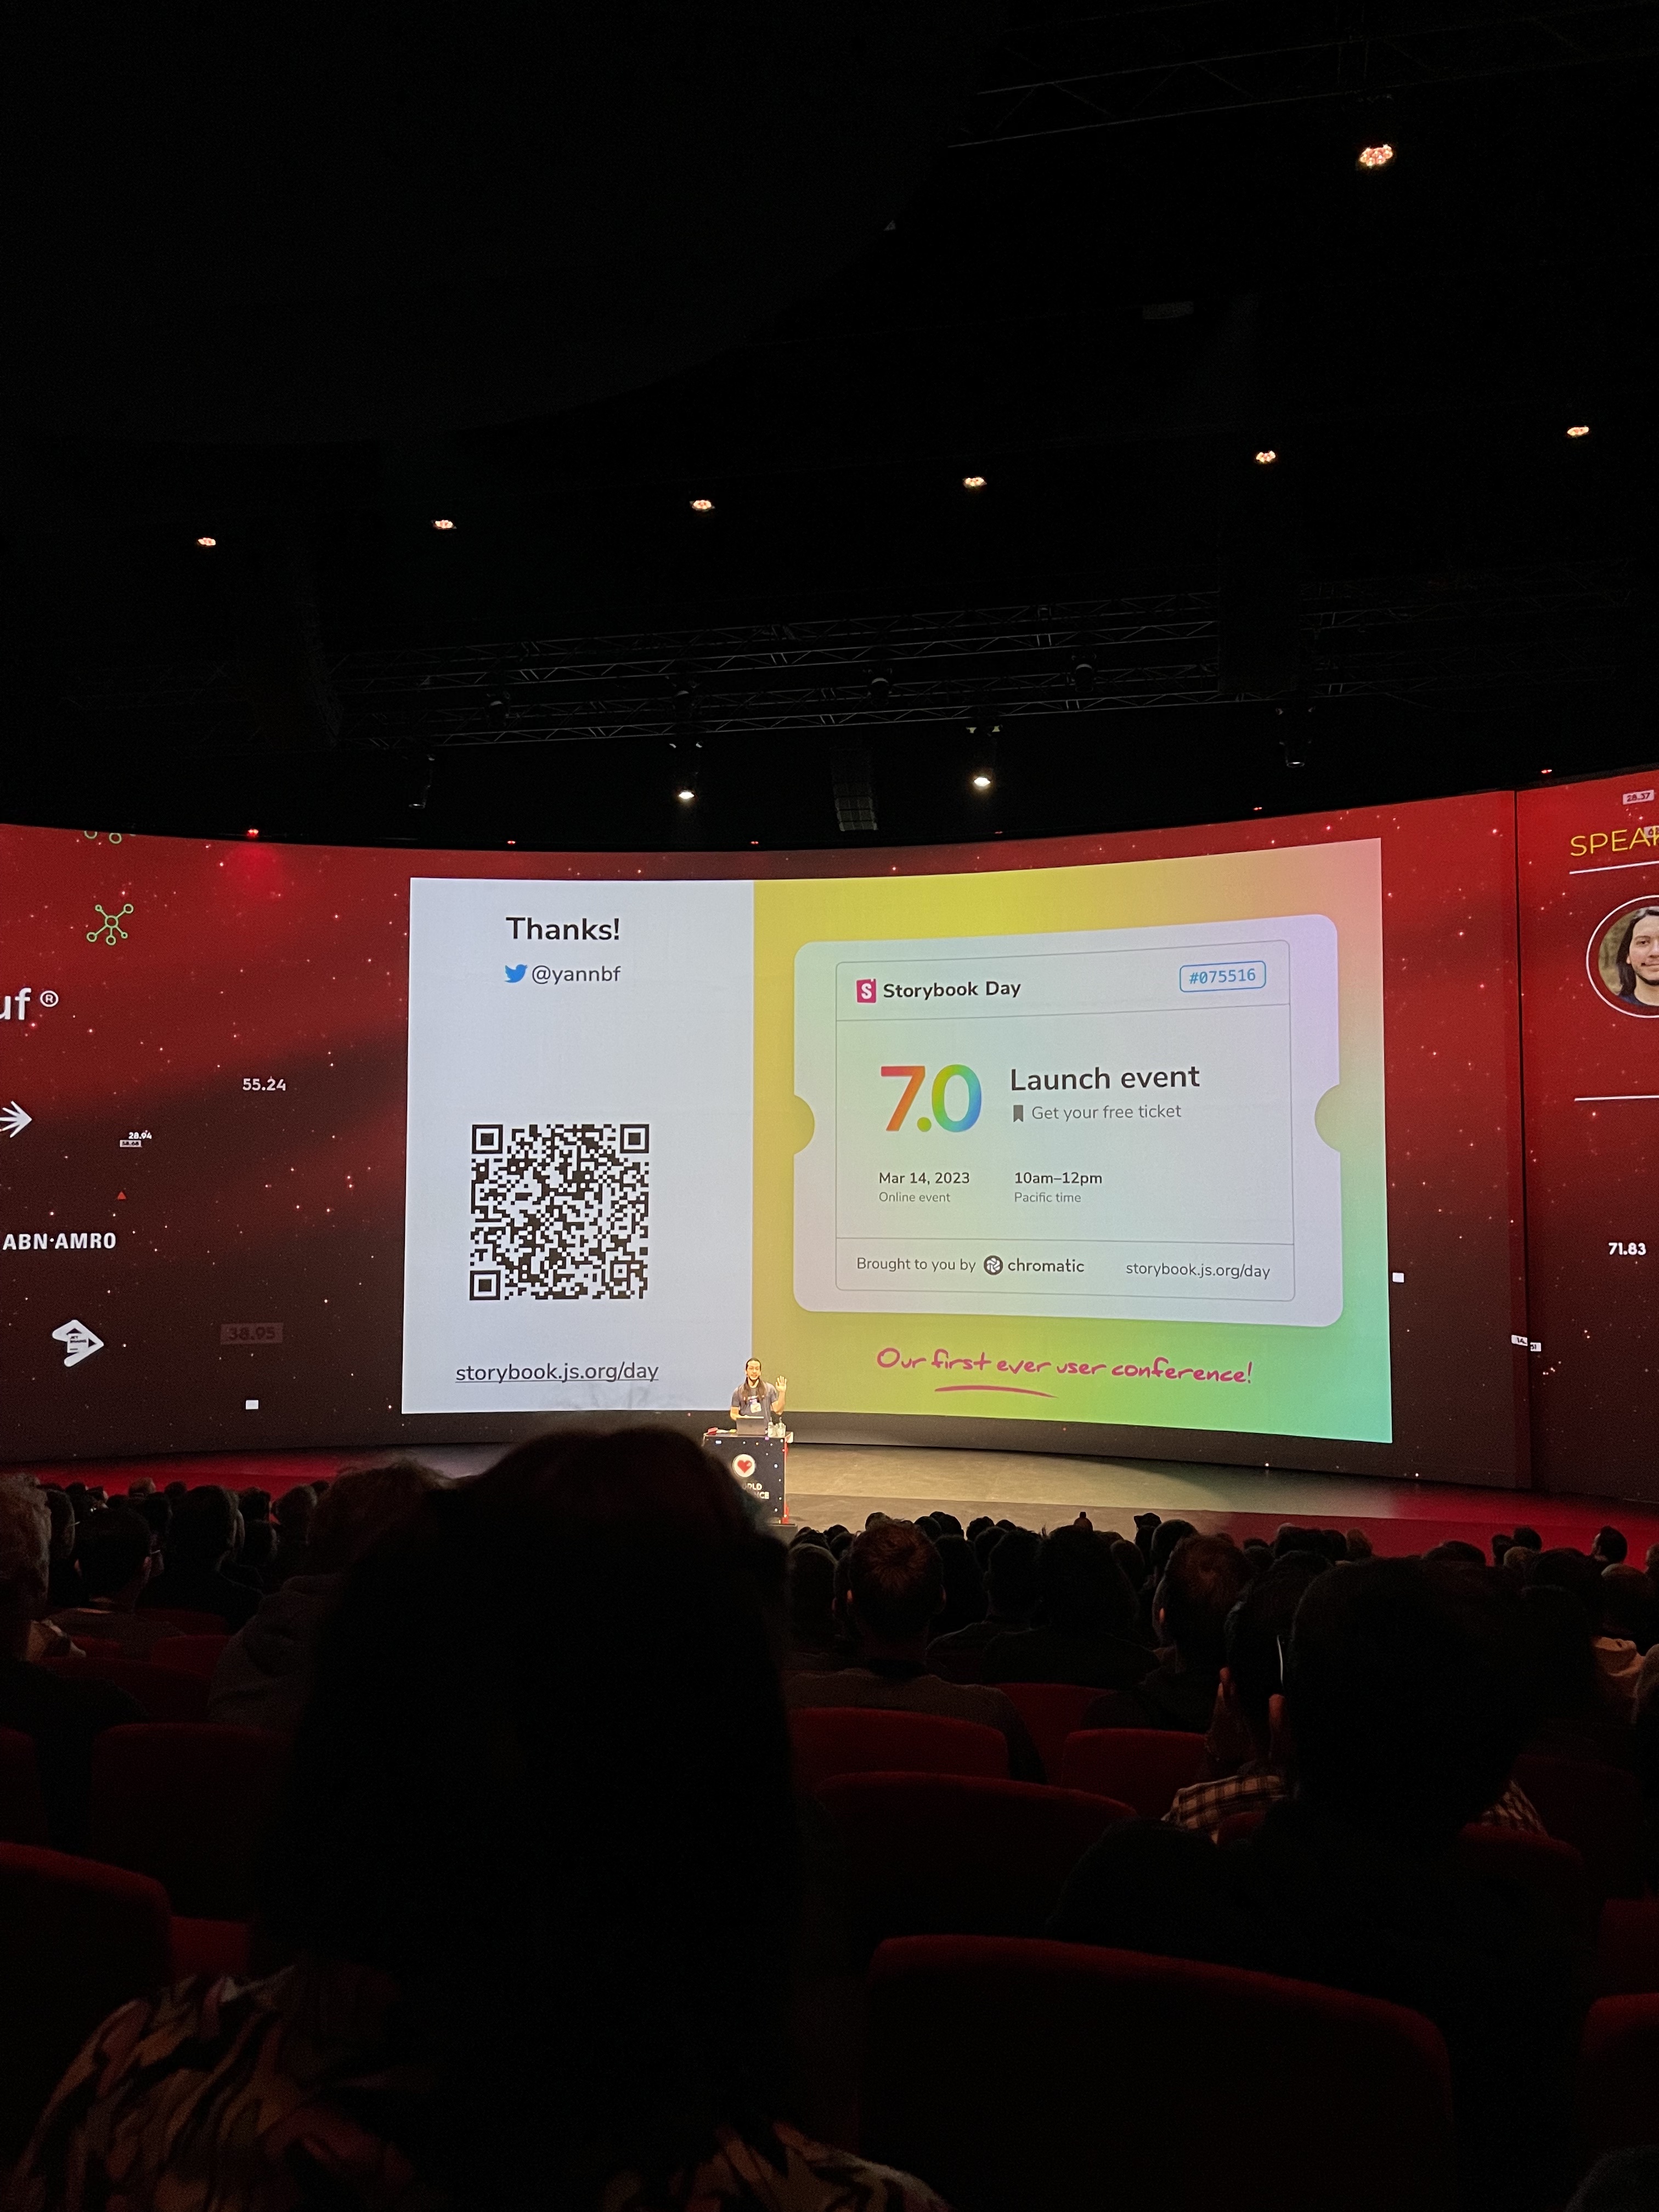 Thanks!
@yannbf
storybook.js.org/day
Storybook Day
#075516
7.0
Launch event
Get your free ticket
Mar 14, 2023
Online event
10am–12pm
Pacific time
Brought to you by chromatic
storybook.js.org/day
Our first ever user conference!
uf ®
55.24
28.94
ABN·AMRO
38.95
28.37
71.83